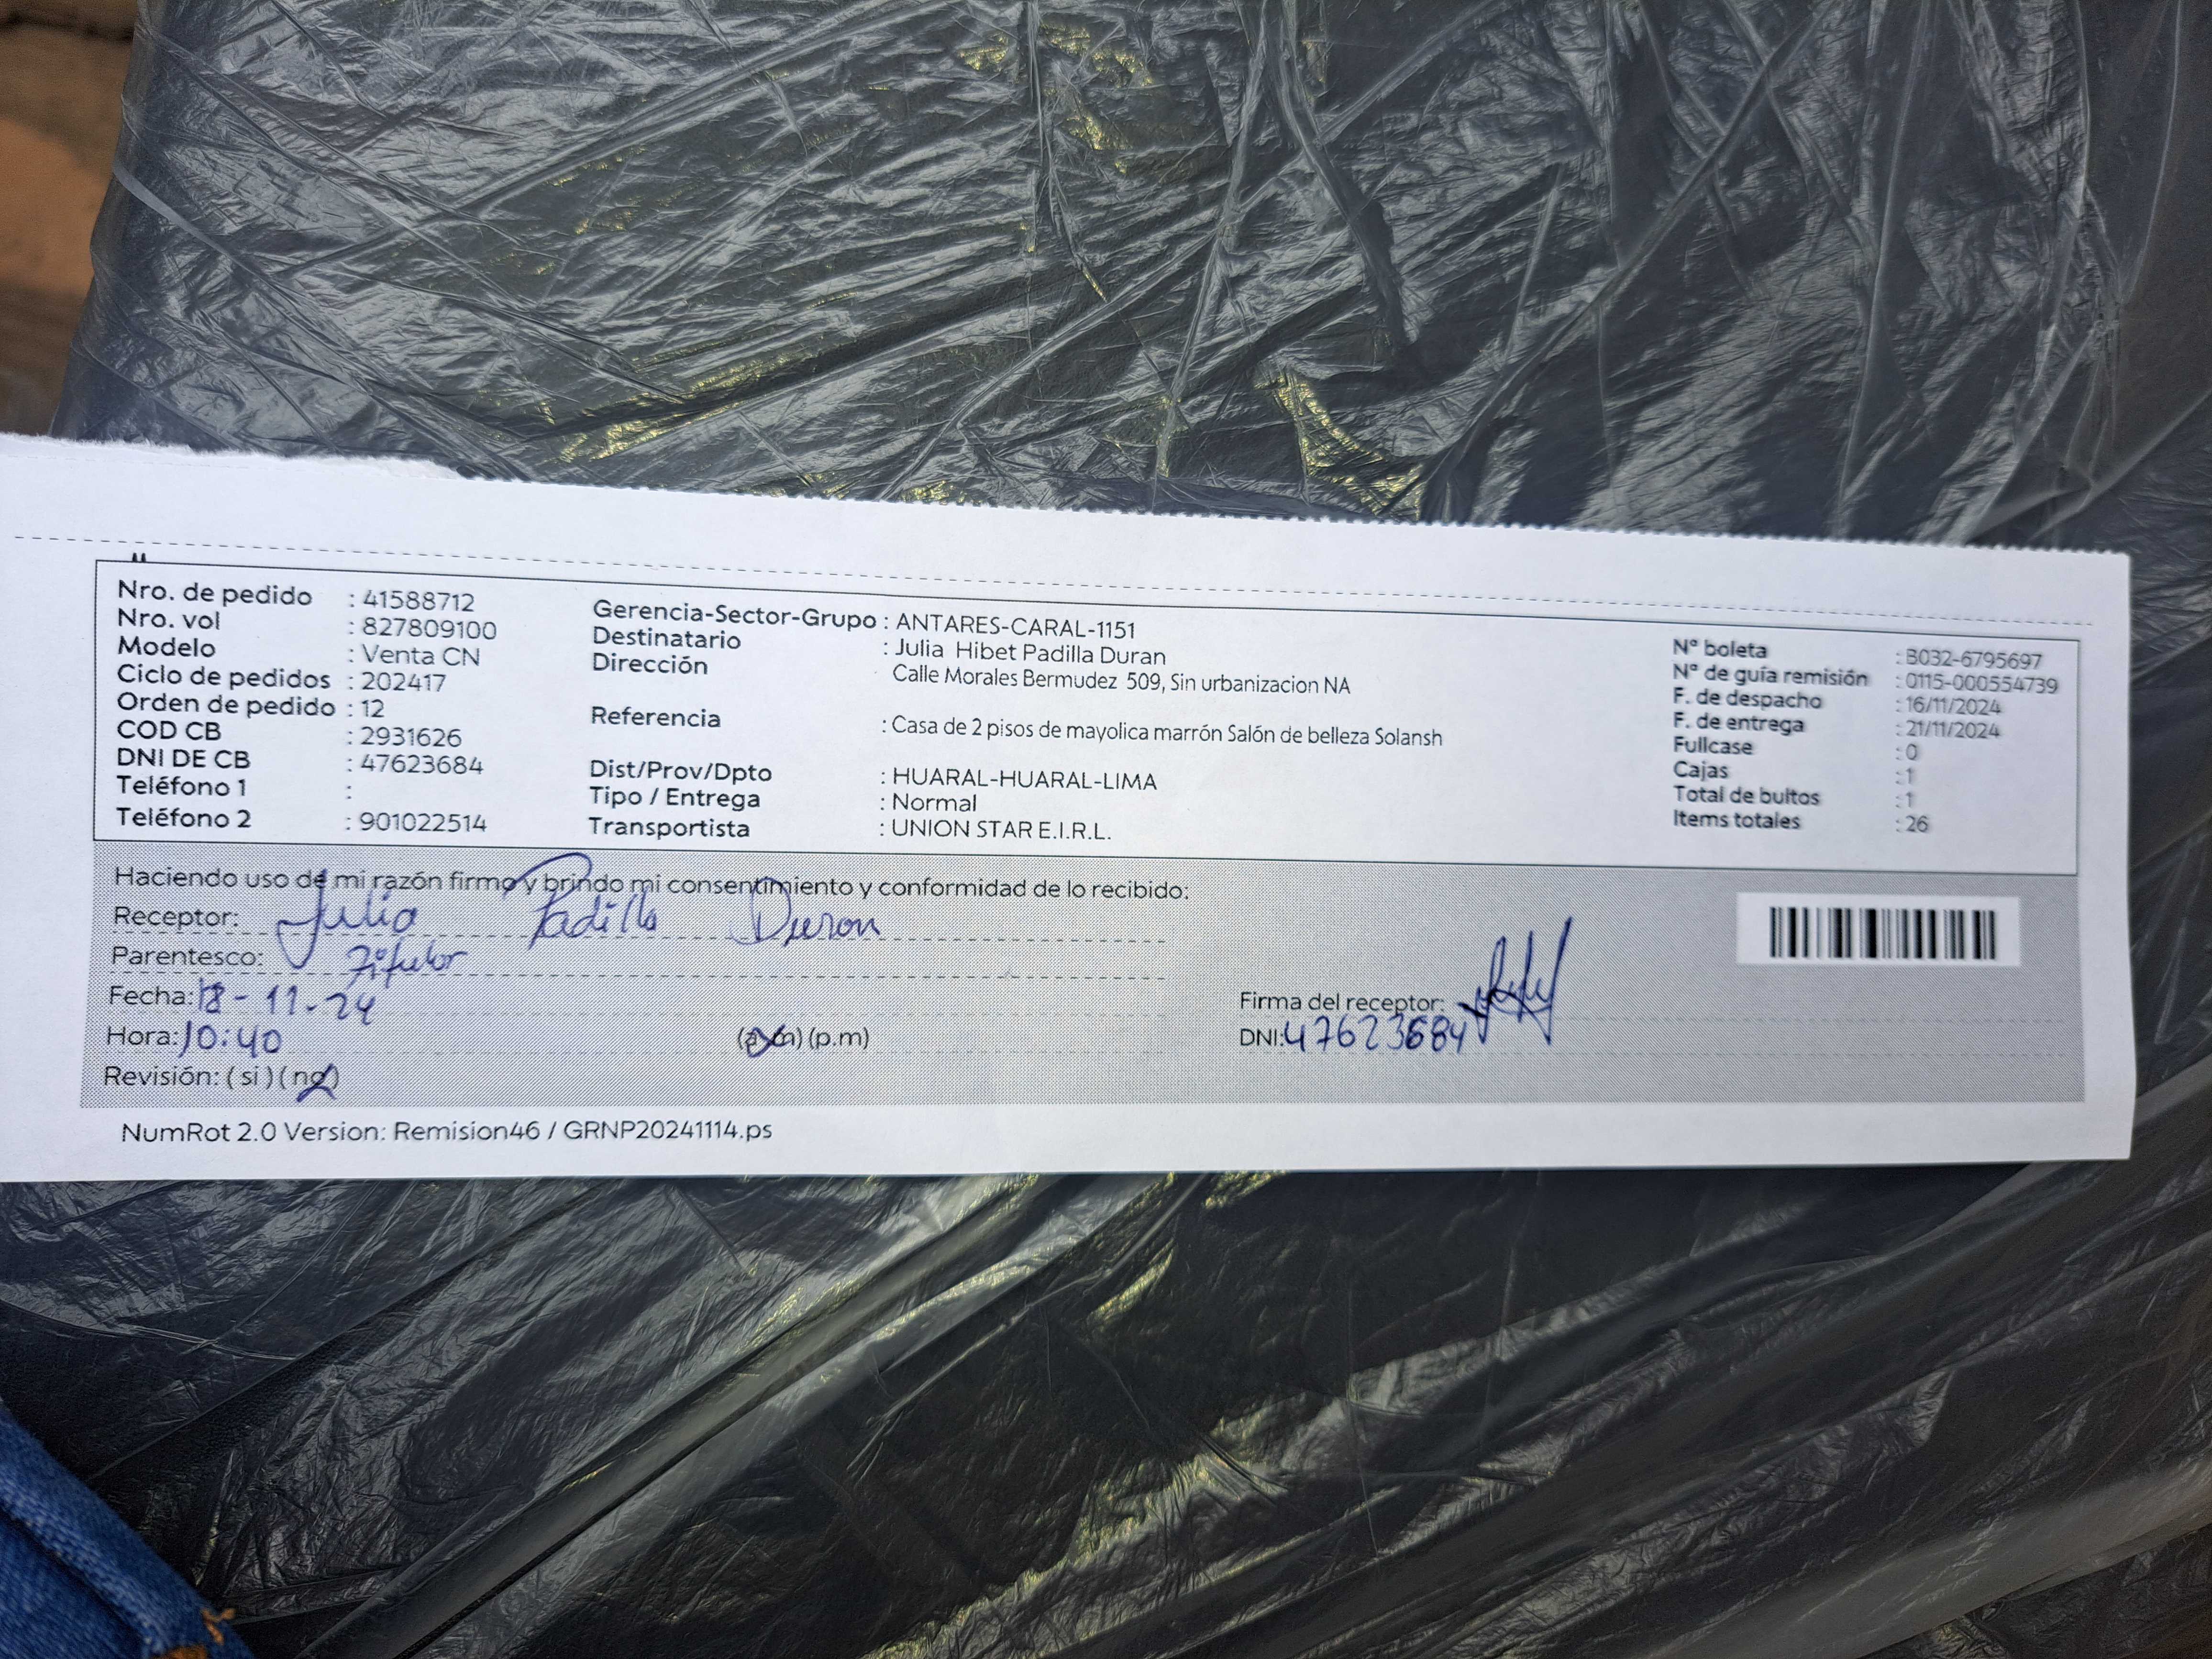 Nro. de pedido : 41588712
Nro. vol : 827809100
Modelo : Venta CN
Ciclo de pedidos : 202417
Orden de pedido : 12
COD CB : 2931626
DNI DE CB : 47623684
Teléfono 1 :
Teléfono 2 : 901022514
Gerencia-Sector-Grupo : ANTARES-CARAL-1151
Destinatario : Julia Hibet Padilla Duran
Dirección Calle Morales Bermudez 509, Sin urbanizacion NA
Referencia : Casa de 2 pisos de mayolica marrón Salón de belleza Solansh
Dist/Prov/Dpto : HUARAL-HUARAL-LIMA
Tipo / Entrega : Normal
Transportista : UNION STAR E.I.R.L.
N° boleta : B032-6795697
N° de guía remisión : 0115-000554739
F. de despacho : 16/11/2024
F. de entrega : 21/11/2024
Fullcase : 0
Cajas : 1
Total de bultos : 1
Items totales : 26
Haciendo uso de mi razón firmo y brindo mi consentimiento y conformidad de lo recibido:
Receptor: Julia Padilla Duran
Parentesco: Titular
Fecha: 18-11-24
Hora: 10:40 (a.m) (p.m)
Revisión: ( si ) ( no )
Firma del receptor:
DNI: 47623684
NumRot 2.0 Version: Remision46 / GRNP20241114.ps